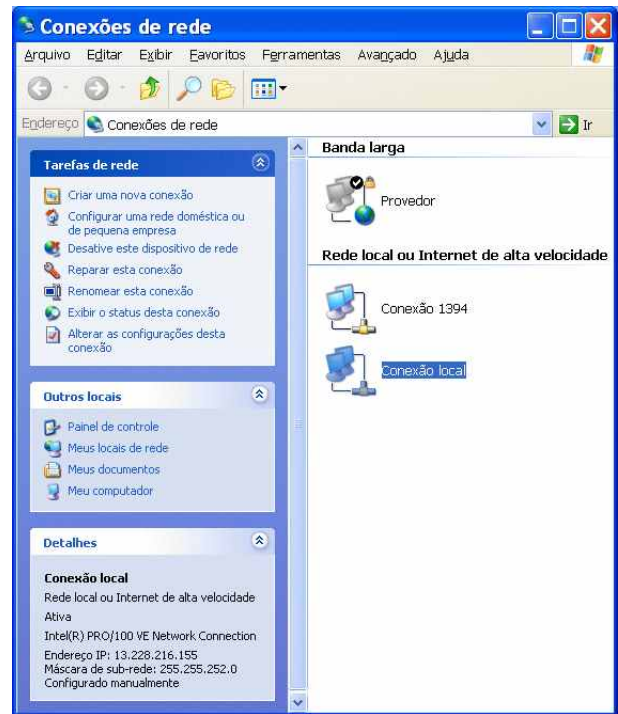 Conexões de rede
Arquivo Editar Exibir Favoritos Ferramentas Avançado Ajuda
Endereço Conexões de rede Ir
Tarefas de rede
Criar uma nova conexão
Configurar uma rede doméstica ou
de pequena empresa
Desative este dispositivo de rede
Reparar esta conexão
Renomear esta conexão
Exibir o status desta conexão
Alterar as configurações desta
conexão
Outros locais
Painel de controle
Meus locais de rede
Meus documentos
Meu computador
Detalhes
Conexão local
Rede local ou Internet de alta velocidade
Ativa
Intel(R) PRO/100 VE Network Connection
Endereço IP: 13.228.216.155
Máscara de sub-rede: 255.255.252.0
Configurado manualmente
Banda larga
Provedor
Rede local ou Internet de alta velocidade
Conexão 1394
Conexão local